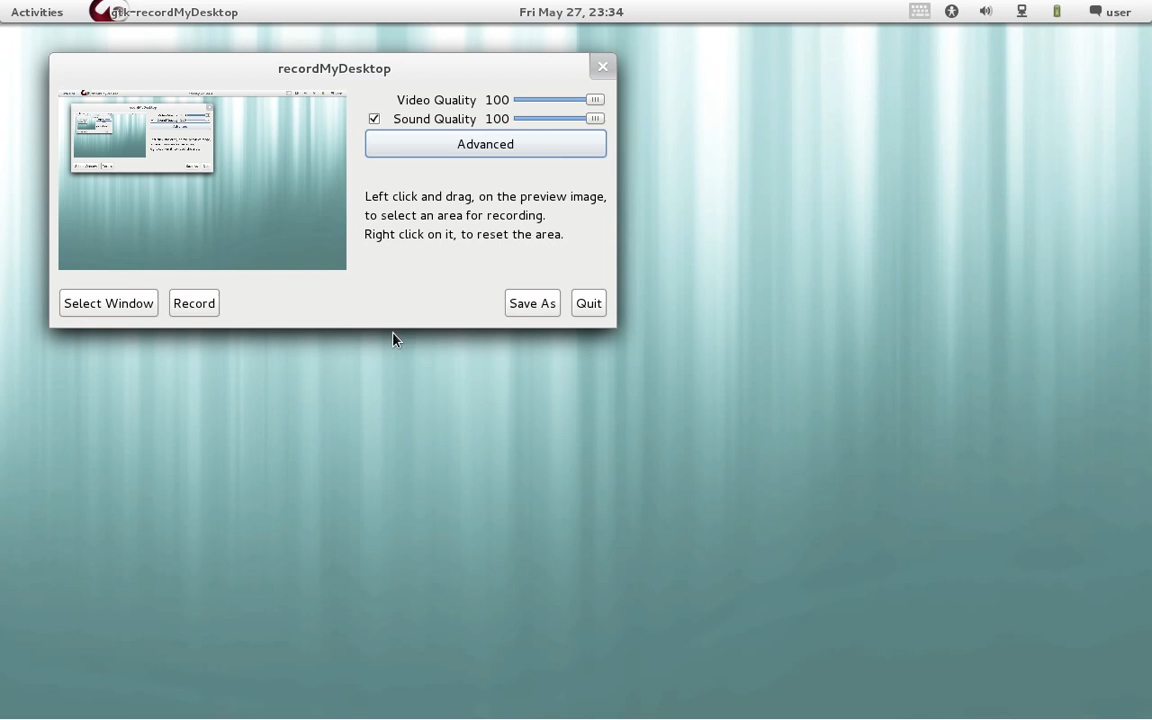 Activities
gtk-recordMyDesktop
Fri May 27, 23:34
user
recordMyDesktop
Video Quality 100
Sound Quality 100
Advanced
Left click and drag, on the preview image,
to select an area for recording.
Right click on it, to reset the area.
Select Window
Record
Save As
Quit